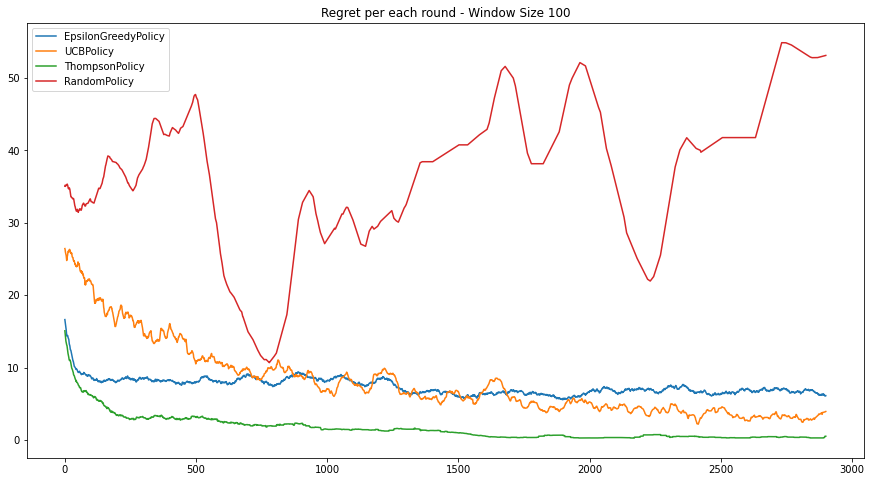 Regret per each round - Window Size 100
EpsilonGreedyPolicy
UCBPolicy
ThompsonPolicy
RandomPolicy
50
40
30
20
10
0
0 500 1000 1500 2000 2500 3000